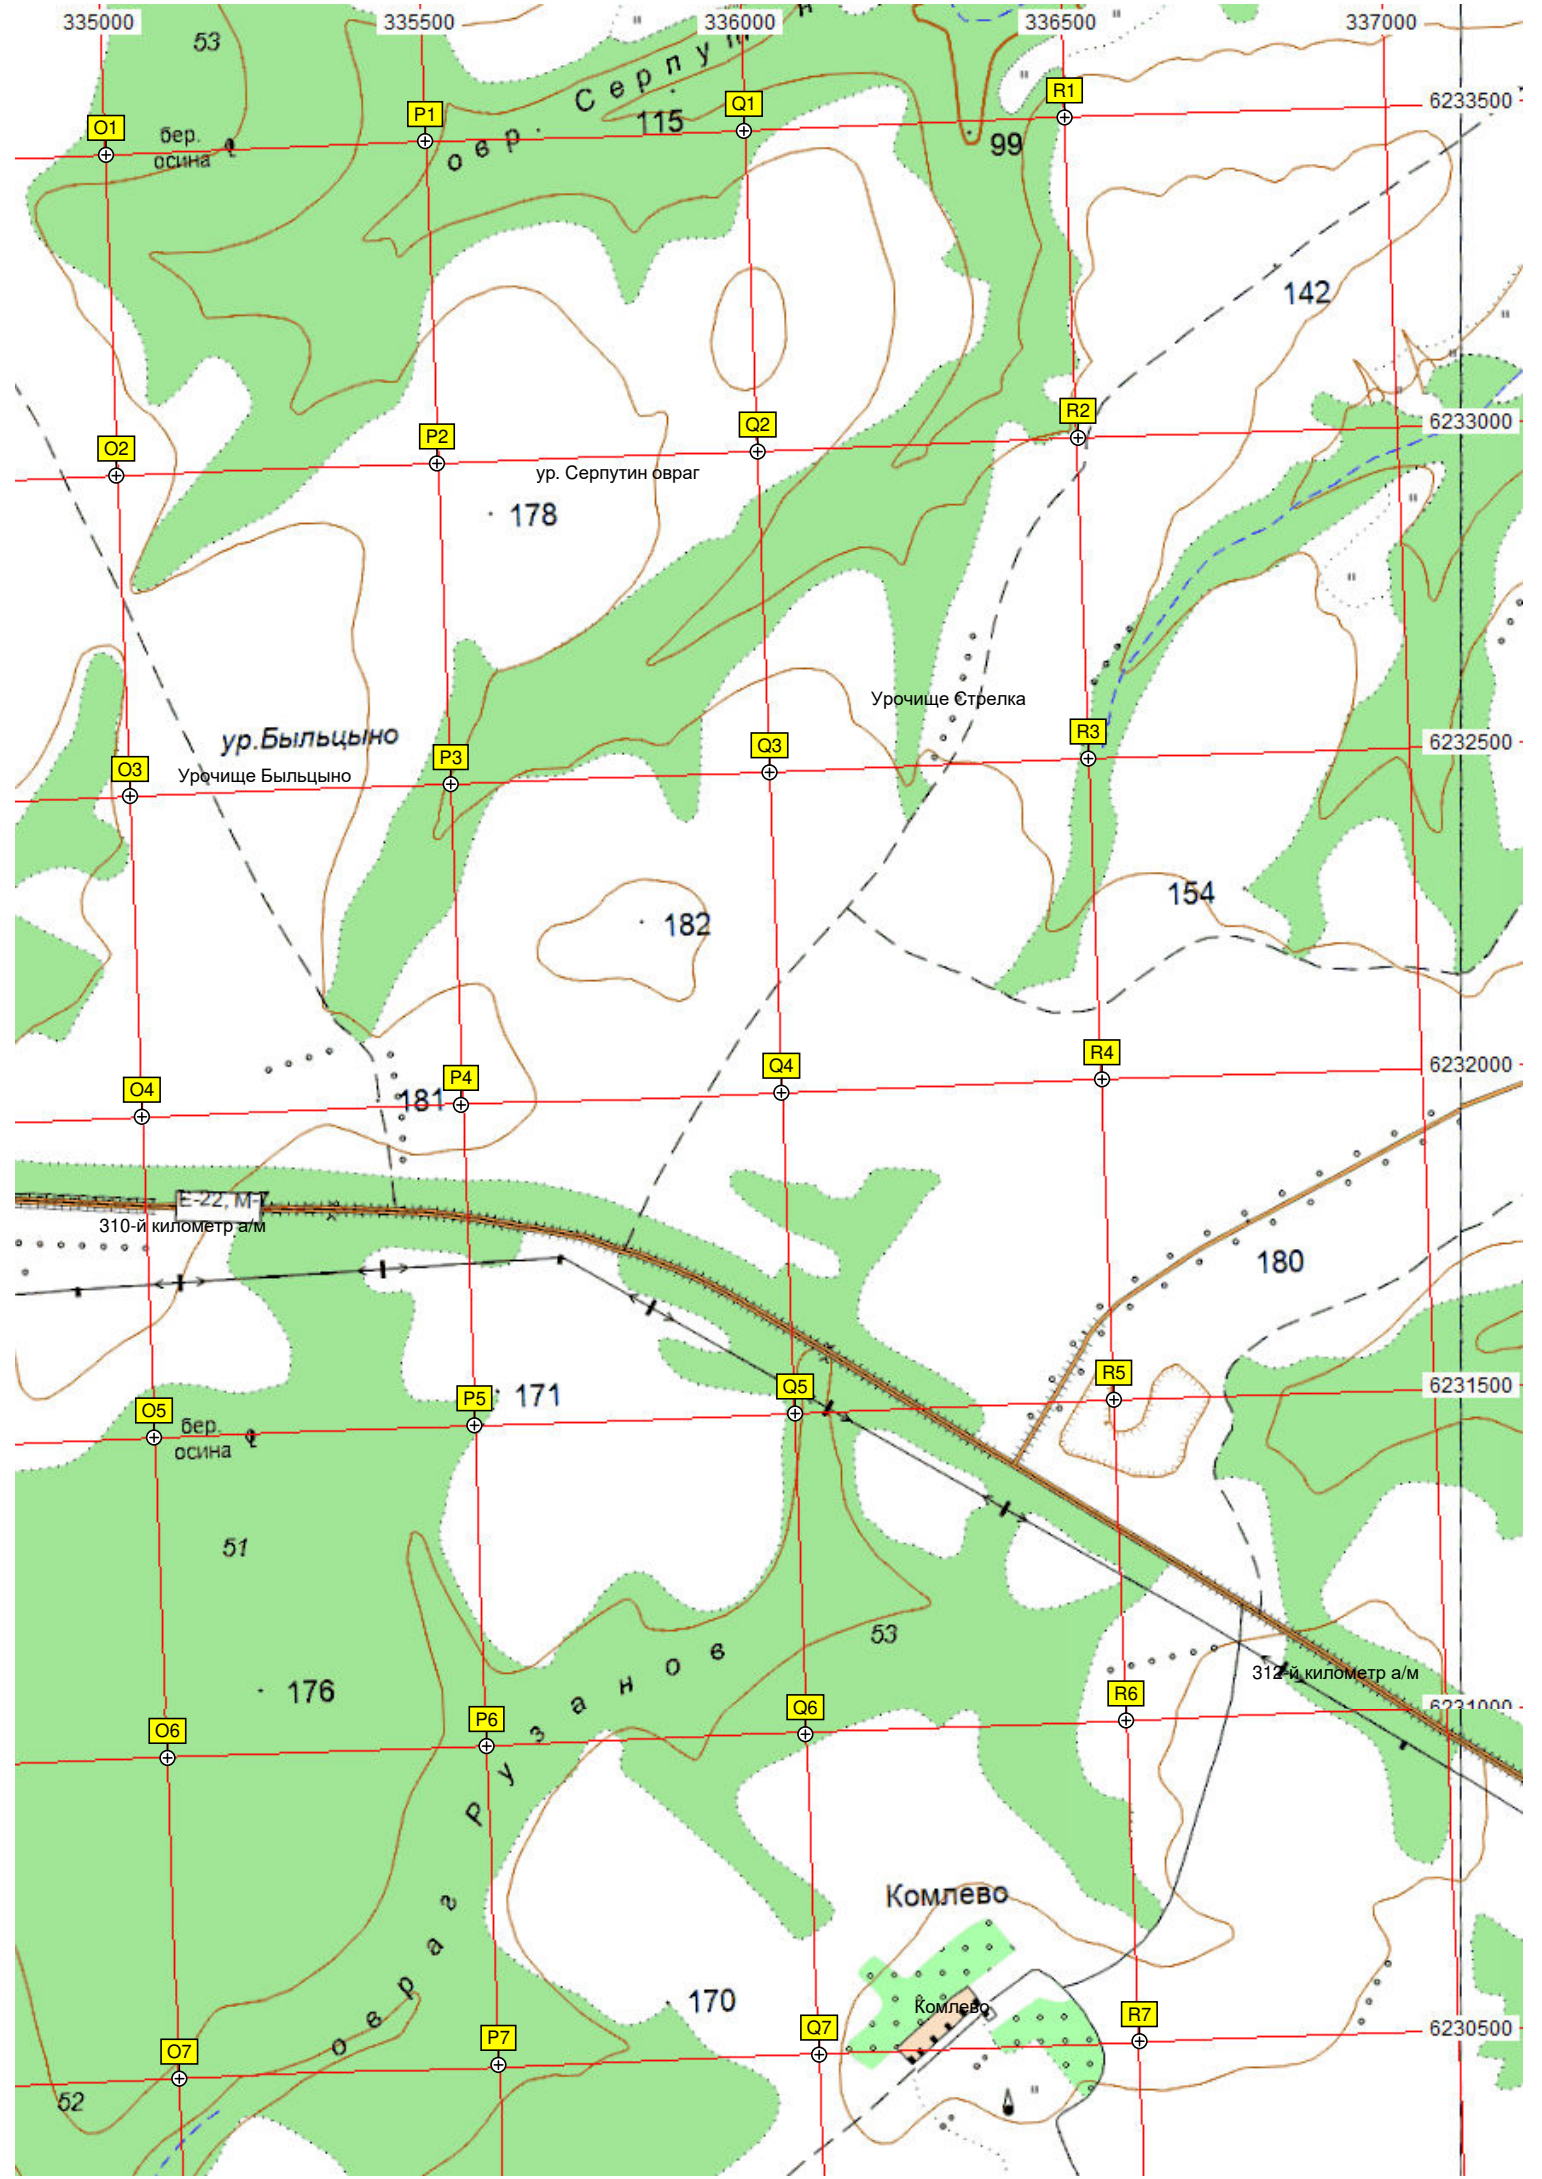 335000 335500 336000 336500 337000
53
Серпу
R1
6233500
Q1
P1
115
O1
бер.
осина
овр.
99
142
R2
6233000
Q2
P2
O2
ур. Серпутин овраг
178
Урочище Стрелка
R3
ур.Быльцыно
6232500
Q3
P3
O3
Урочище Быльцыно
154
182
R4
6232000
Q4
P4
O4
181
E-22, М-7
310-й километр а/м
180
R5
6231500
Q5
P5
171
O5
бер.
осина
51
53
312-й километр а/м
176
R6
6231000
Q6
P6
O6
овраг Рузанов
Комлево
170
Комлево
R7
6230500
Q7
P7
O7
52